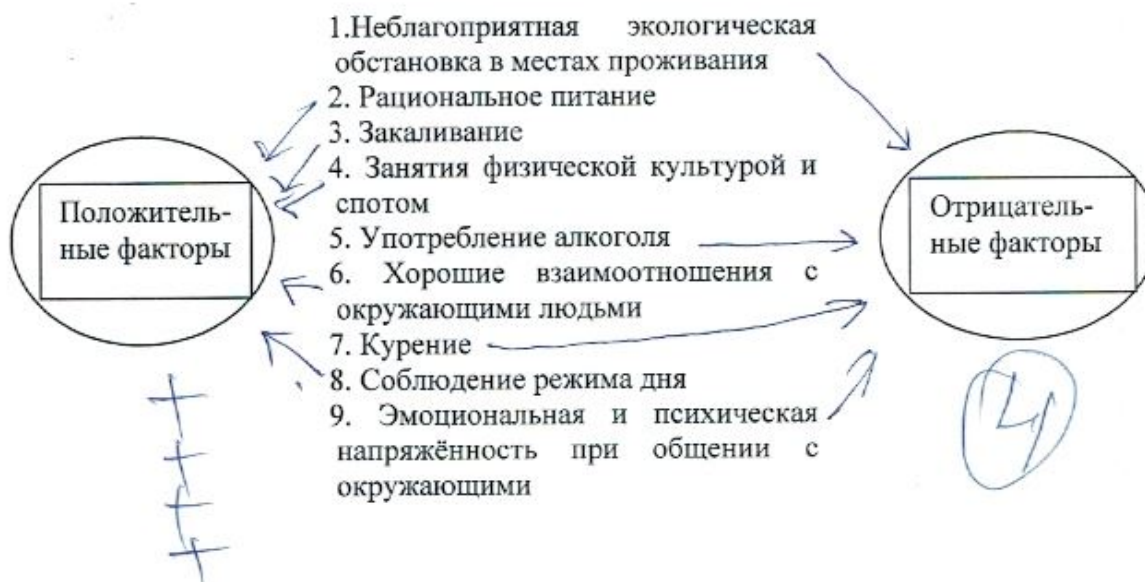 1.Неблагоприятная экологическая
обстановка в местах проживания
2. Рациональное питание
3. Закаливание
4. Занятия физической культурой и
спотом
5. Употребление алкоголя
6. Хорошие взаимоотношения с
окружающими людьми
7. Курение
8. Соблюдение режима дня
9. Эмоциональная и психическая
напряжённость при общении с
окружающими
Положитель-
ные факторы
Отрицатель-
ные факторы
+
+
+
+
4